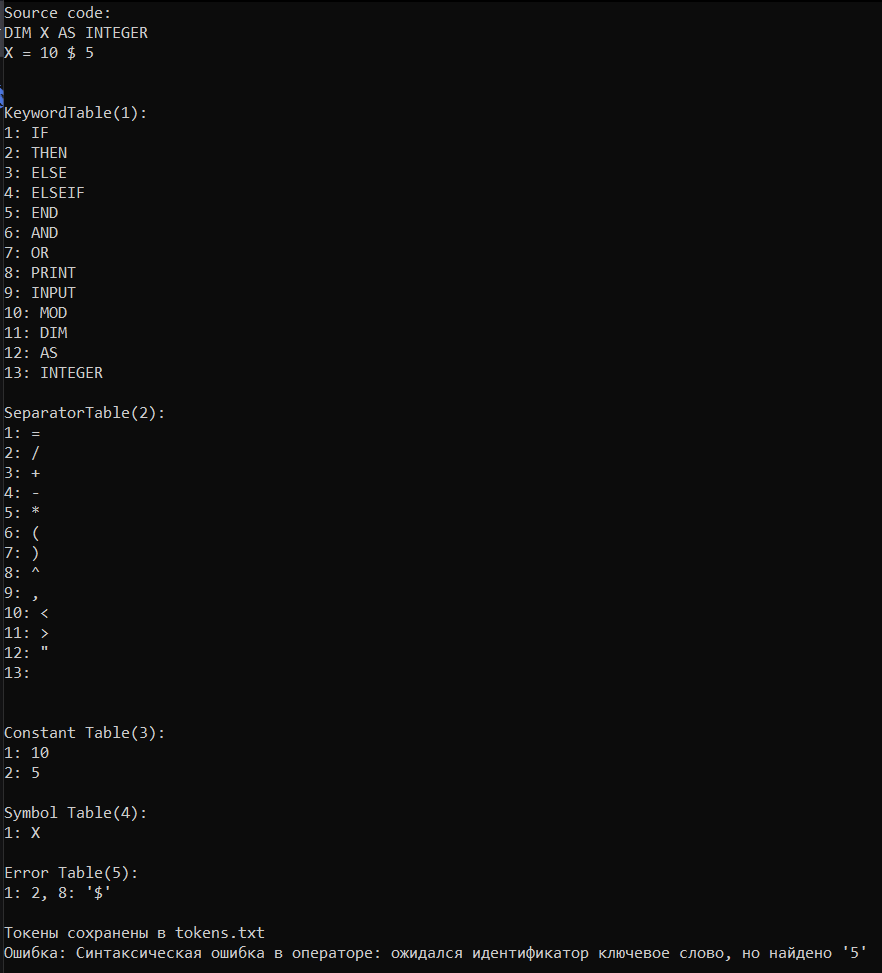 Source code:
DIM X AS INTEGER
X = 10 $ 5
KeywordTable(1):
1: IF
2: THEN
3: ELSE
4: ELSEIF
5: END
6: AND
7: OR
8: PRINT
9: INPUT
10: MOD
11: DIM
12: AS
13: INTEGER
SeparatorTable(2):
1: =
2: /
3: +
4: -
5: *
6: (
7: )
8: ^
9: ,
10: <
11: >
12: "
13:
Constant Table(3):
1: 10
2: 5
Symbol Table(4):
1: X
Error Table(5):
1: 2, 8: '$'
Токены сохранены в tokens.txt
Ошибка: Синтаксическая ошибка в операторе: ожидался идентификатор ключевое слово, но найдено '5'